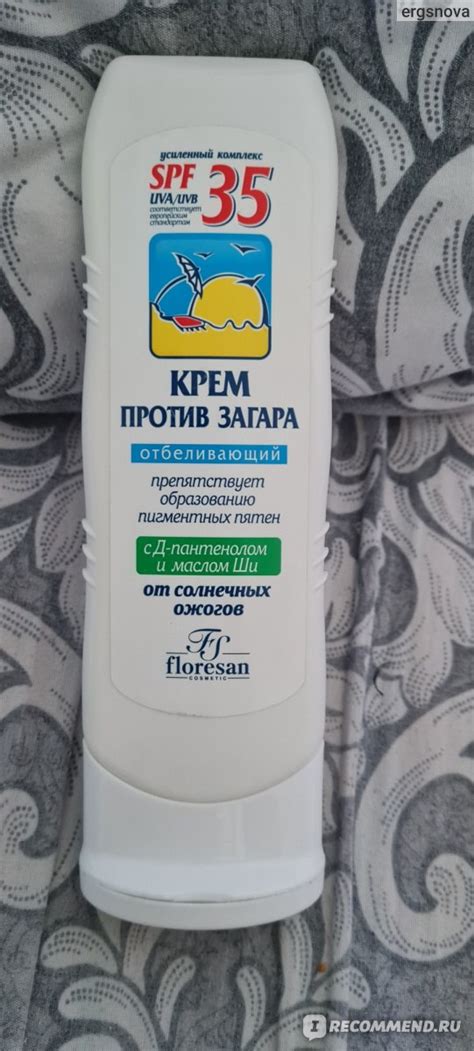 ergsnova
усиленный комплекс
SPF 35
UVA/UVB
соответствует
европейским
стандартам
КРЕМ
ПРОТИВ ЗАГАРА
отбеливающий
препятствует
образованию
пигментных пятен
с Д-пантенолом
и маслом Ши
от солнечных
ожогов
FS
floresan
COSMETIC
I RECOMMEND.RU